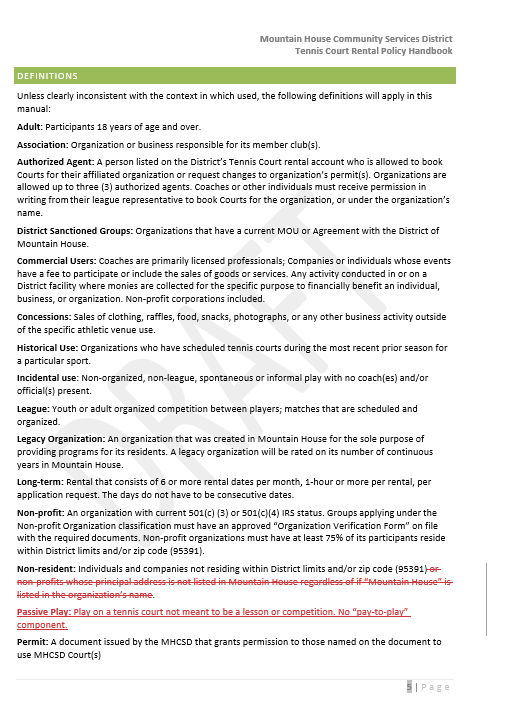 Mountain House Community Services District
Tennis Court Rental Policy Handbook
DEFINITIONS
Unless clearly inconsistent with the context in which used, the following definitions will apply in this
manual:
Adult: Participants 18 years of age and over.
Association: Organization or business responsible for its member club(s).
Authorized Agent: A person listed on the District's Tennis Court rental account who is allowed to book
Courts for their affiliated organization or request changes to organization's permit(s). Organizations are
allowed up to three (3) authorized agents. Coaches or other individuals must receive permission in
writing from their league representative to book Courts for the organization, or under the organization's
name.
District Sanctioned Groups: Organizations that have a current MOU or Agreement with the District of
Mountain House.
Commercial Users: Coaches are primarily licensed professionals; Companies or individuals whose events
have a fee to participate or include the sales of goods or services. Any activity conducted in or on a
District facility where monies are collected for the specific purpose to financially benefit an individual,
business, or organization. Non-profit corporations included.
Concessions: Sales of clothing, raffles, food, snacks, photographs, or any other business activity outside
of the specific athletic venue use.
Historical Use: Organizations who have scheduled tennis courts during the most recent prior season for
a particular sport.
Incidental use: Non-organized, non-league, spontaneous or informal play with no coach(es) and/or
official(s) present.
League: Youth or adult organized competition between players; matches that are scheduled and
organized.
Legacy Organization: An organization that was created in Mountain House for the sole purpose of
providing programs for its residents. A legacy organization will be rated on its number of continuous
years in Mountain House.
Long-term: Rental that consists of 6 or more rental dates per month, 1-hour or more per rental, per
application request. The days do not have to be consecutive dates.
Non-profit: An organization with current 501(c) (3) or 501(c)(4) IRS status. Groups applying under the
Non-profit Organization classification must have an approved "Organization Verification Form" on file
with the required documents. Non-profit organizations must have at least 75% of its participants reside
within District limits and/or zip code (95391).
Non-resident: Individuals and companies not residing within District limits and/or zip code (95391) or
non-profits whose principal address is not listed in Mountain House regardless of if "Mountain House" is
listed in the organization's name.
Passive Play: Play on a tennis court not meant to be a lesson or competition. No "pay-to-play"
component.
Permit: A document issued by the MHCSD that grants permission to those named on the document to
use MHCSD Court(s)
5 | Page
DRAFT